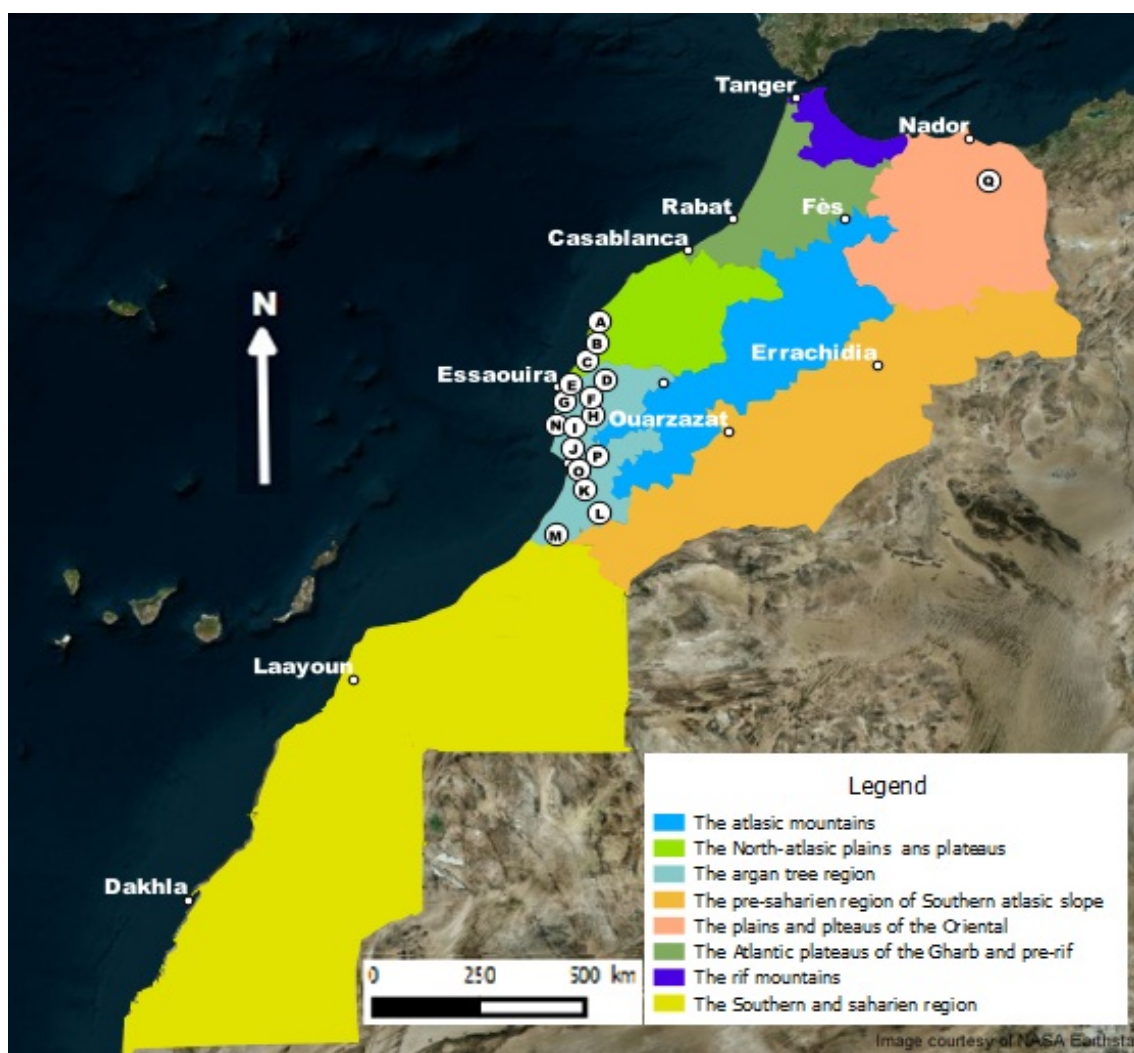 Tanger
Nador
Q
Rabat
Fès
Casablanca
N
A
B
Errachidia
C
Essaouira
E
D
G
F
H
Ouarzazat
N
I
J
P
O
K
L
M
Laayoun
Dakhla
Legend
The atlasic mountains
The North-atlasic plains ans plateaus
The argan tree region
The pre-saharien region of Southern atlasic slope
The plains and plteaus of the Oriental
The Atlantic plateaus of the Gharb and pre-rif
The rif mountains
The Southern and saharien region
0 250 500 km
Image courtesy of NASA Earthsta